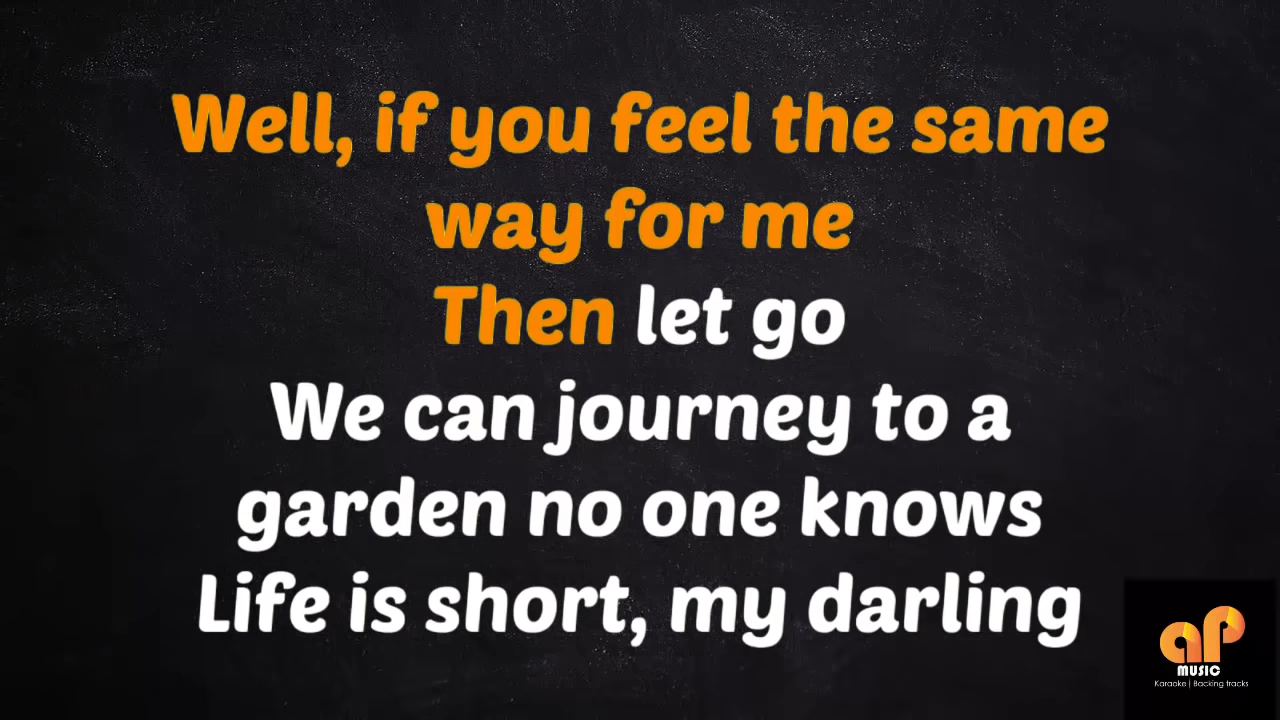 Well, if you feel the same
way for me
Then let go
We can journey to a
garden no one knows
Life is short, my darling
ap
MUSIC
Karaoke | Backing tracks